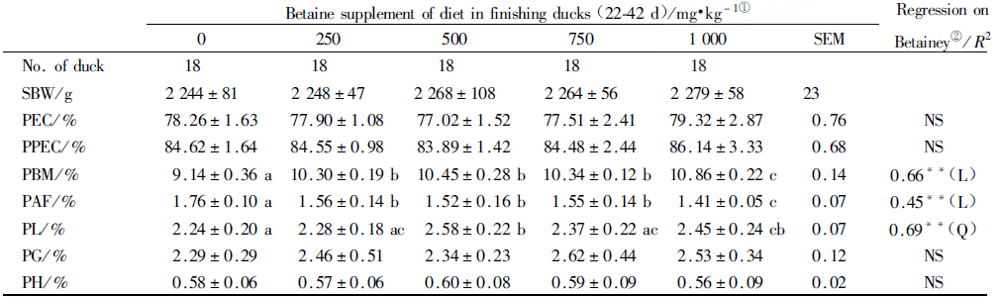 Betaine supplement of diet in finishing ducks (22-42 d)/mg•kg⁻¹① Regression on
0 250 500 750 1 000 SEM Betainey②/R²
No. of duck 18 18 18 18 18
SBW/g 2 244±81 2 248±47 2 268±108 2 264±56 2 279±58 23
PEC/% 78.26±1.63 77.90±1.08 77.02±1.52 77.51±2.41 79.32±2.87 0.76 NS
PPEC/% 84.62±1.64 84.55±0.98 83.89±1.42 84.48±2.44 86.14±3.33 0.68 NS
PBM/% 9.14±0.36 a 10.30±0.19 b 10.45±0.28 b 10.34±0.12 b 10.86±0.22 c 0.14 0.66**(L)
PAF/% 1.76±0.10 a 1.56±0.14 b 1.52±0.16 b 1.55±0.14 b 1.41±0.05 c 0.07 0.45**(L)
PL/% 2.24±0.20 a 2.28±0.18 ac 2.58±0.22 b 2.37±0.22 ac 2.45±0.24 cb 0.07 0.69**(Q)
PG/% 2.29±0.29 2.46±0.51 2.34±0.23 2.62±0.44 2.53±0.34 0.12 NS
PH/% 0.58±0.06 0.57±0.06 0.60±0.08 0.59±0.09 0.56±0.09 0.02 NS